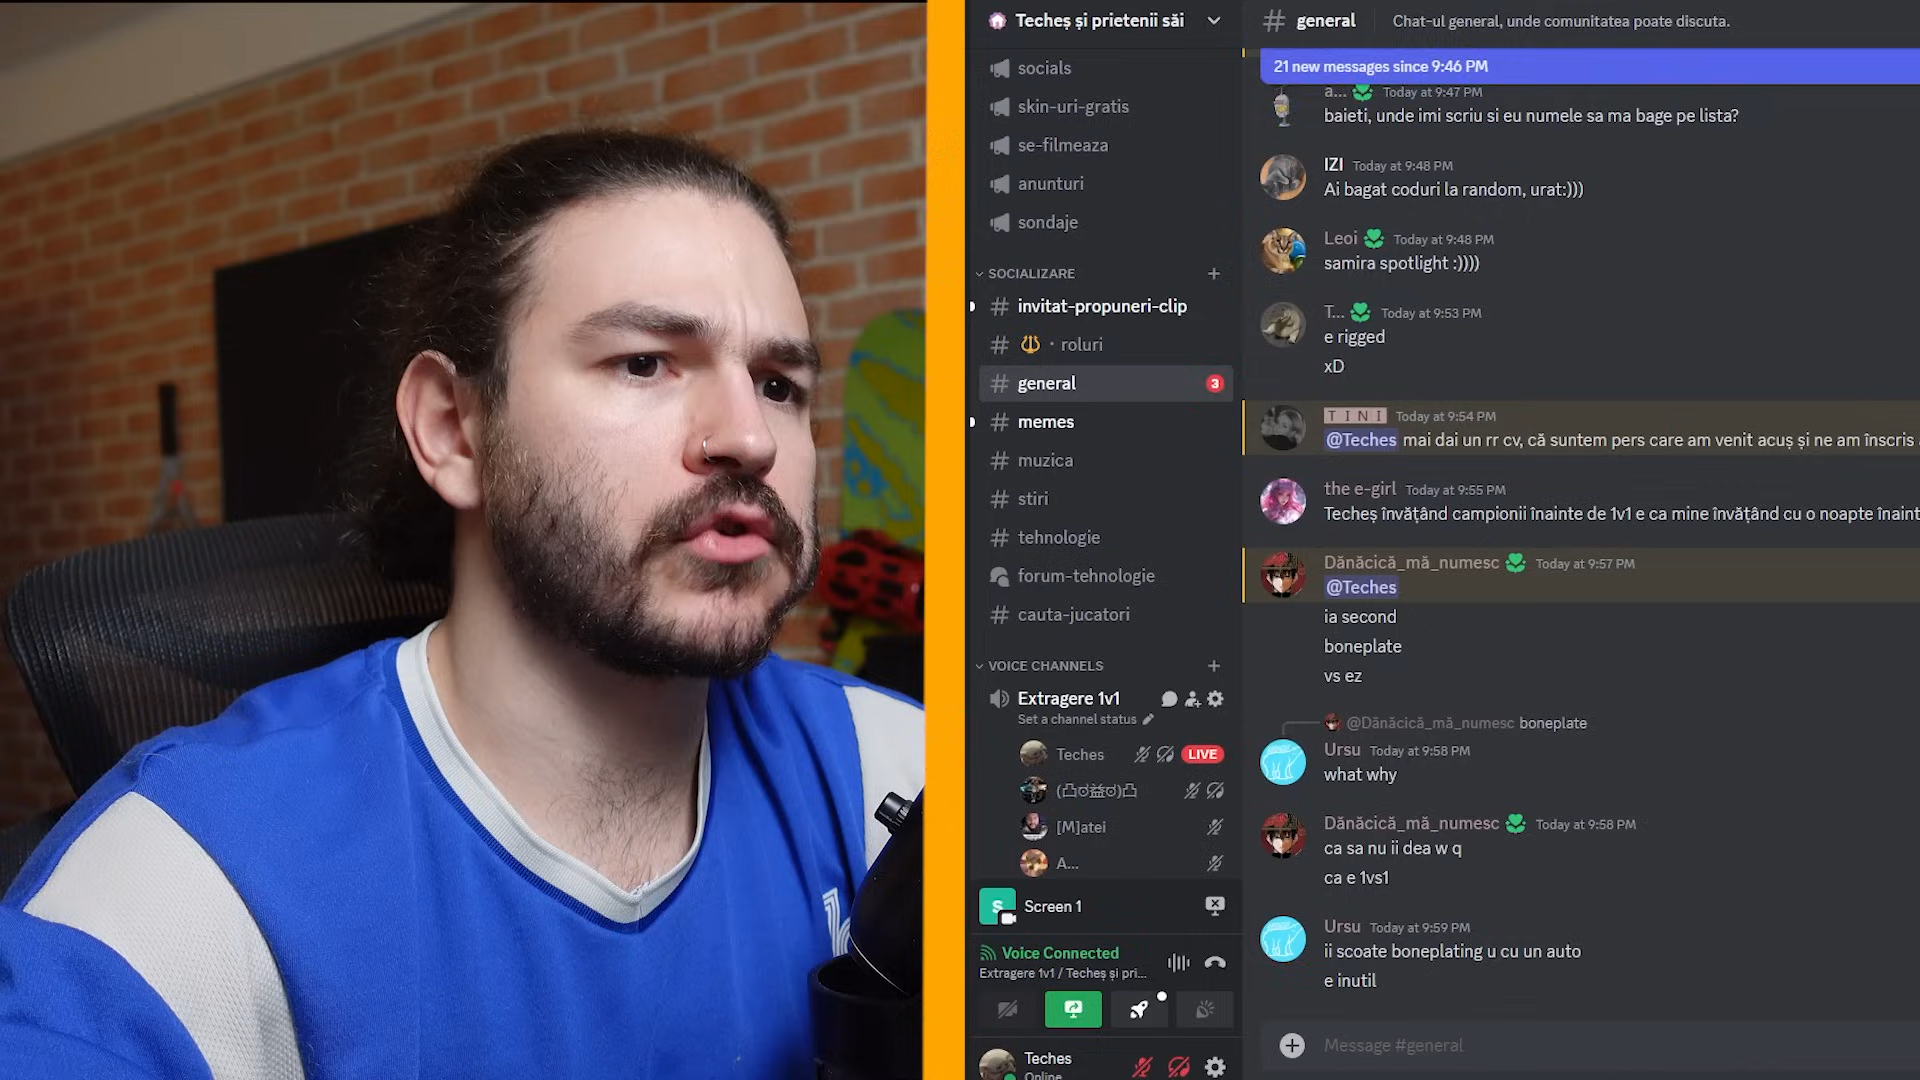 Techeș și prietenii săi
socials
skin-uri-gratis
se-filmeaza
anunturi
sondaje
SOCIALIZARE
invitat-propuneri-clip
roluri
general
3
memes
muzica
stiri
tehnologie
forum-tehnologie
cauta-jucatori
VOICE CHANNELS
Extragere 1v1
Set a channel status
Teches
LIVE
(凸ಠ益ಠ)凸
[M]atei
A...
S
Screen 1
Voice Connected
Extragere 1v1 / Techeș și pri...
Teches
Online
# general
Chat-ul general, unde comunitatea poate discuta.
21 new messages since 9:46 PM
a... Today at 9:47 PM
baieti, unde imi scriu si eu numele sa ma bage pe lista?
IZI Today at 9:48 PM
Ai bagat coduri la random, urat:)))
Leoi Today at 9:48 PM
samira spotlight :))))
T... Today at 9:53 PM
e rigged
xD
TINI Today at 9:54 PM
@Teches mai dai un rr cv, că suntem pers care am venit acuș și ne am înscris
the e-girl Today at 9:55 PM
Techeș învățând campionii înainte de 1v1 e ca mine învățând cu o noapte înaint
Dănăcică_mă_numesc Today at 9:57 PM
@Teches
ia second
boneplate
vs ez
@Dănăcică_mă_numesc boneplate
Ursu Today at 9:58 PM
what why
Dănăcică_mă_numesc Today at 9:58 PM
ca sa nu ii dea w q
ca e 1vs1
Ursu Today at 9:59 PM
ii scoate boneplating u cu un auto
e inutil
Message #general